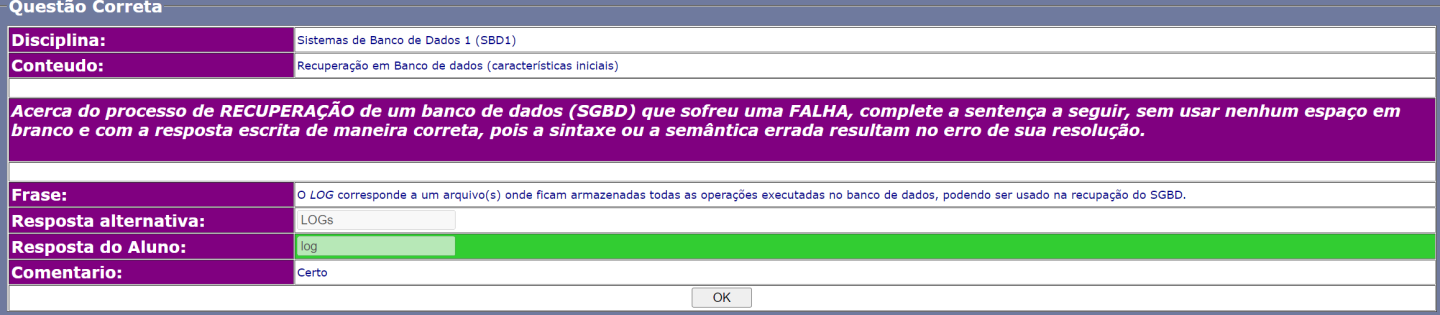 Questão Correta
Disciplina: Sistemas de Banco de Dados 1 (SBD1)
Conteudo: Recuperação em Banco de dados (características iniciais)
Acerca do processo de RECUPERAÇÃO de um banco de dados (SGBD) que sofreu uma FALHA, complete a sentença a seguir, sem usar nenhum espaço em
branco e com a resposta escrita de maneira correta, pois a sintaxe ou a semântica errada resultam no erro de sua resolução.
Frase: O LOG corresponde a um arquivo(s) onde ficam armazenadas todas as operações executadas no banco de dados, podendo ser usado na recupação do SGBD.
Resposta alternativa: LOGs
Resposta do Aluno: log
Comentario: Certo
OK